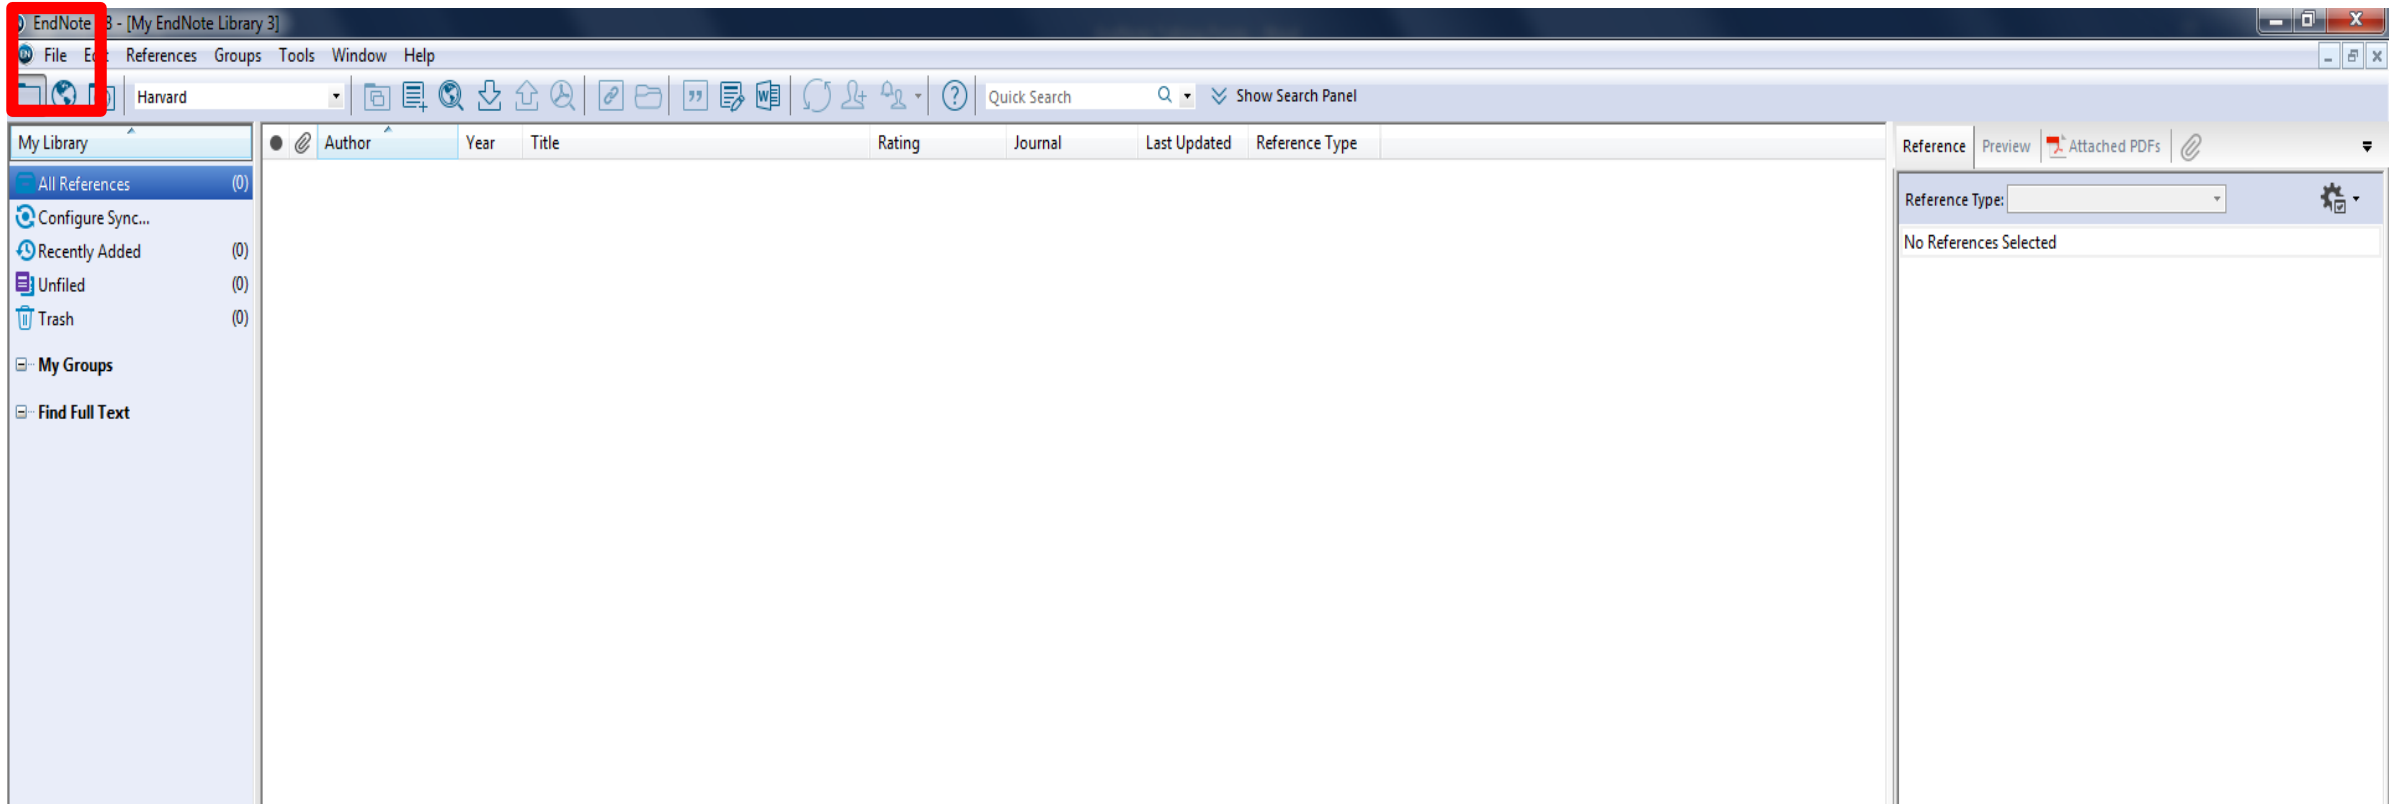 EndNote 8 - [My EndNote Library 3]
File Edit References Groups Tools Window Help
Harvard Quick Search Show Search Panel
My Library Author Year Title Rating Journal Last Updated Reference Type
Reference Preview Attached PDFs
All References (0)
Configure Sync...
Recently Added (0)
Unfiled (0)
Trash (0)
My Groups
Find Full Text
Reference Type:
No References Selected